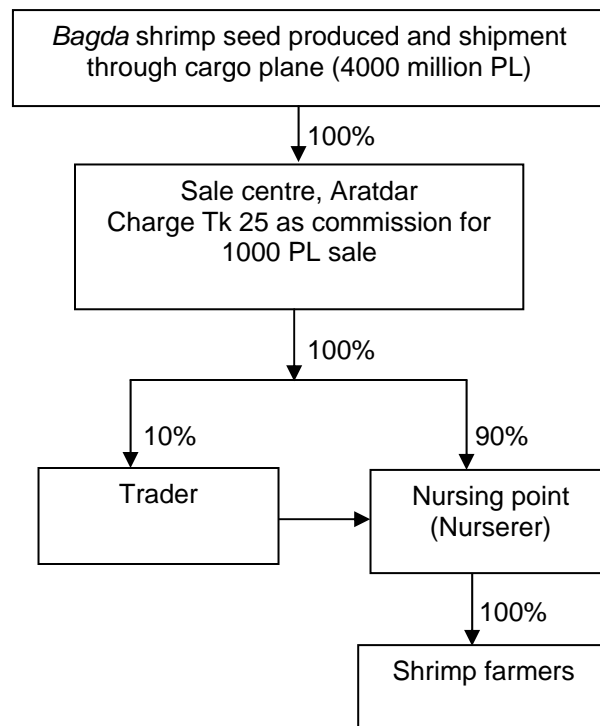 Bagda shrimp seed produced and shipment
through cargo plane (4000 million PL)
100%
Sale centre, Aratdar
Charge Tk 25 as commission for
1000 PL sale
100%
10%
90%
Trader
Nursing point
(Nurserer)
100%
Shrimp farmers